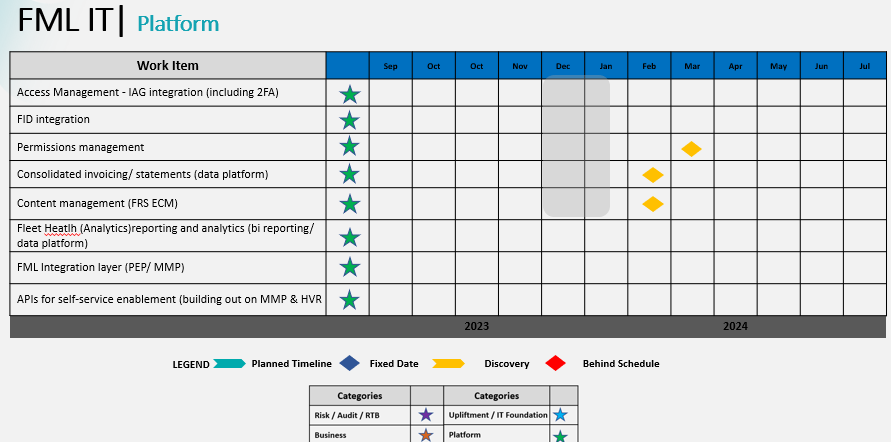 FML IT| Platform
Work Item Sep Oct Oct Nov Dec Jan Feb Mar Apr May Jun Jul
Access Management - IAG integration (including 2FA)
FID integration
Permissions management
Consolidated invoicing/ statements (data platform)
Content management (FRS ECM)
Fleet Heatlh (Analytics)reporting and analytics (bi reporting/
data platform)
FML Integration layer (PEP/ MMP)
APIs for self-service enablement (building out on MMP & HVR
2023 2024
LEGEND Planned Timeline Fixed Date Discovery Behind Schedule
Categories Categories
Risk / Audit / RTB Upliftment / IT Foundation
Business Platform